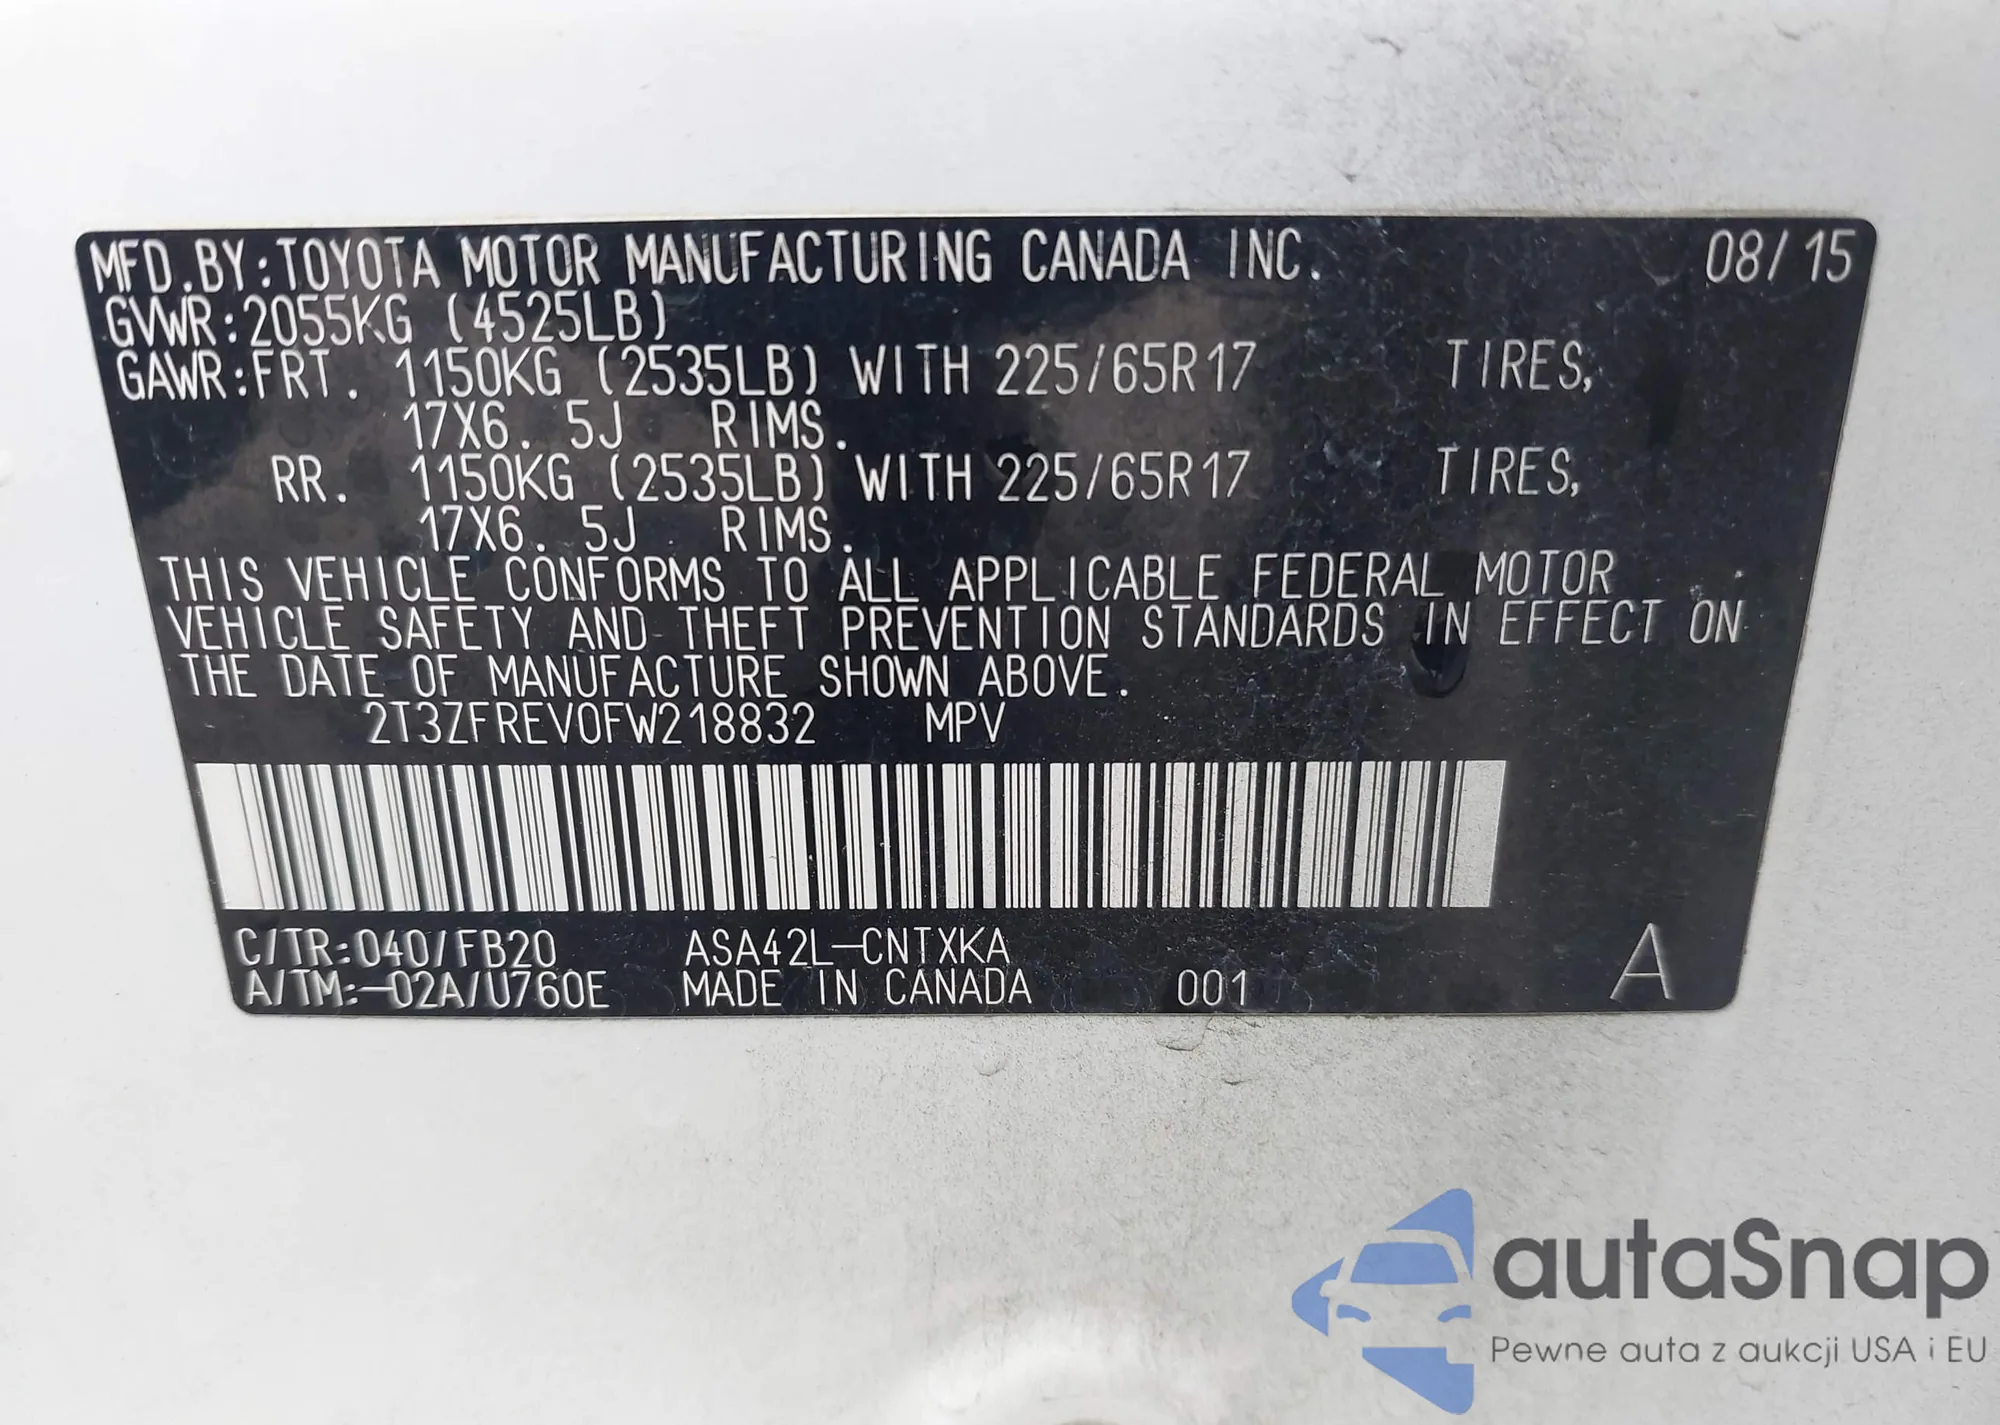 MFD.BY:TOYOTA MOTOR MANUFACTURING CANADA INC. 08/15
GVWR:2055KG (4525LB)
GAWR:FRT. 1150KG (2535LB) WITH 225/65R17 TIRES,
17X6. 5J RIMS.
RR. 1150KG (2535LB) WITH 225/65R17 TIRES,
17X6. 5J RIMS.
THIS VEHICLE CONFORMS TO ALL APPLICABLE FEDERAL MOTOR
VEHICLE SAFETY AND THEFT PREVENTION STANDARDS IN EFFECT ON
THE DATE OF MANUFACTURE SHOWN ABOVE.
2T3ZFREV0FW218832 MPV
C/TR:040/FB20 ASA42L-CNTXKA A
A/TM:-02A/U760E MADE IN CANADA 001
autaSnap
Pewne auta z aukcji USA i EU